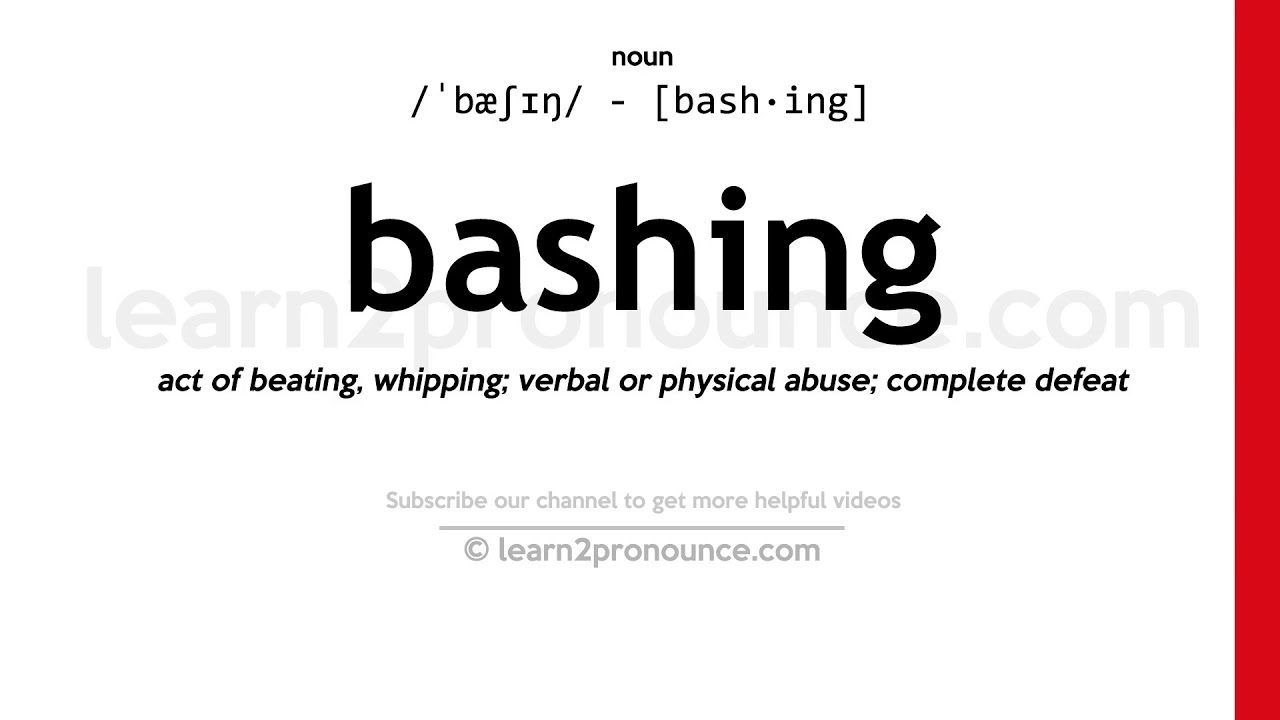 noun
/ˈbæʃɪŋ/ - [bash·ing]
bashing
learn2pronounce.com
act of beating, whipping; verbal or physical abuse; complete defeat
Subscribe our channel to get more helpful videos
© learn2pronounce.com